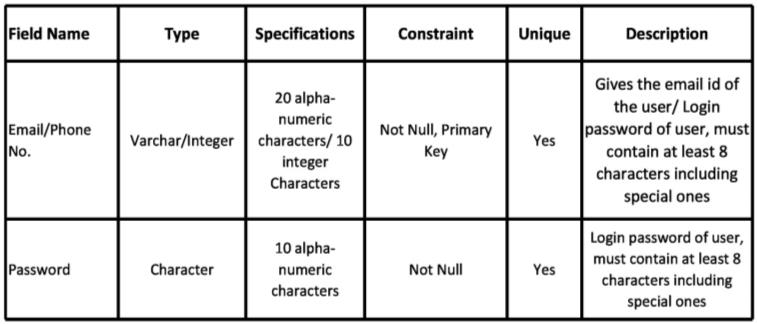 Field Name
Type
Specifications
Constraint
Unique
Description
Email/Phone
No.
Varchar/Integer
20 alpha-
numeric
characters/ 10
integer
Characters
Not Null, Primary
Key
Yes
Gives the email id of
the user/ Login
password of user, must
contain at least 8
characters including
special ones
Password
Character
10 alpha-
numeric
characters
Not Null
Yes
Login password of user,
must contain at least 8
characters including
special ones